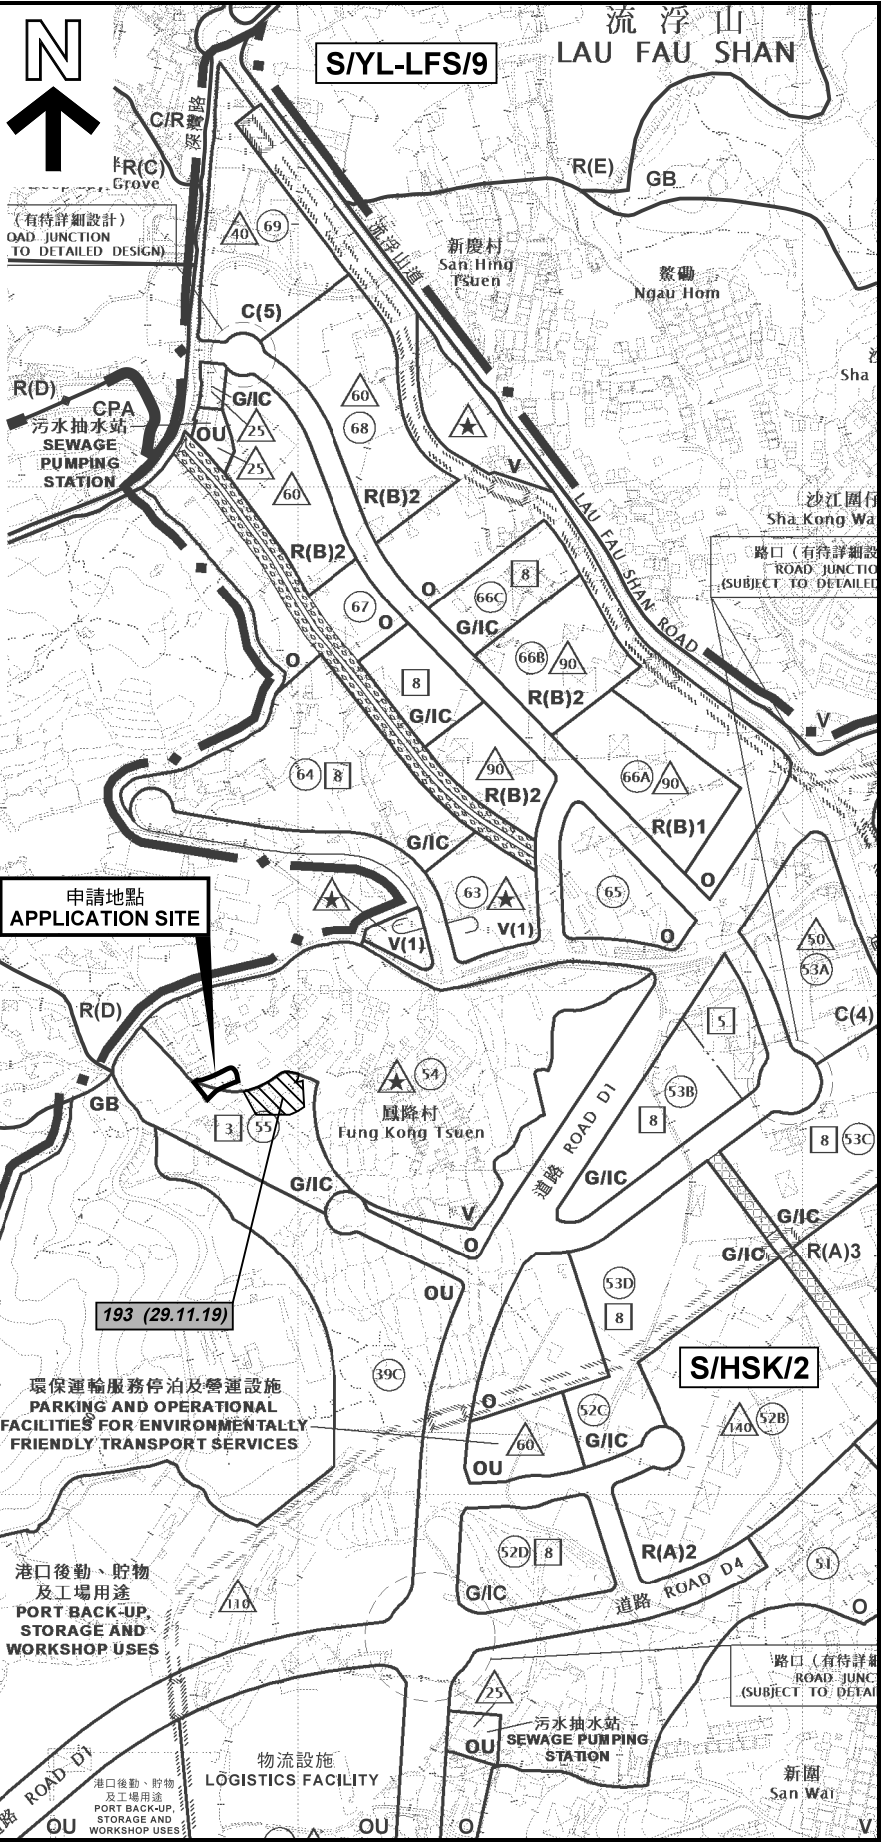 N
S/YL-LFS/9
流浮山
LAU FAU SHAN
C/R
深灣路
R(C)
Grove
R(E)
GB
（有待詳細設計）
OAD JUNCTION
TO DETAILED DESIGN)
40
69
流浮山道
新慶村
San Hing
Tsuen
鰲磡
Ngau Hom
C(5)
Sha
R(D)
CPA
污水抽水站
SEWAGE
PUMPING
STATION
G/IC
25
OU
25
60
68
60
R(B)2
R(B)2
V
沙江圍仔
Sha Kong Wa
LAU FAU SHAN ROAD
路口（有待詳細設
ROAD JUNCTIO
(SUBJECT TO DETAILED
67
O
O
66C
8
G/IC
O
66B
90
R(B)2
8
G/IC
V
64
8
90
R(B)2
66A
90
R(B)1
G/IC
O
申請地點
APPLICATION SITE
63
V(1)
V(1)
65
O
50
53A
C(4)
R(D)
GB
5
54
鳳降村
Fung Kong Tsuen
53B
8
8
53C
3
55
G/IC
道路 ROAD D1
G/IC
V
O
G/IC
G/IC
R(A)3
193 (29.11.19)
OU
53D
8
S/HSK/2
39C
O
環保運輸服務停泊及營運設施
PARKING AND OPERATIONAL
FACILITIES FOR ENVIRONMENTALLY
FRIENDLY TRANSPORT SERVICES
52C
G/IC
60
OU
140
52B
52D
8
G/IC
R(A)2
道路 ROAD D4
51
O
港口後勤、貯物
及工場用途
PORT BACK-UP,
STORAGE AND
WORKSHOP USES
110
路口（有待詳細
ROAD JUNC
(SUBJECT TO DETAI
25
污水抽水站
SEWAGE PUMPING
STATION
OU
物流設施
LOGISTICS FACILITY
路 ROAD D1
港口後勤、貯物
及工場用途
PORT BACK-UP,
STORAGE AND
WORKSHOP USES
新圍
San Wai
OU
OU
O
V